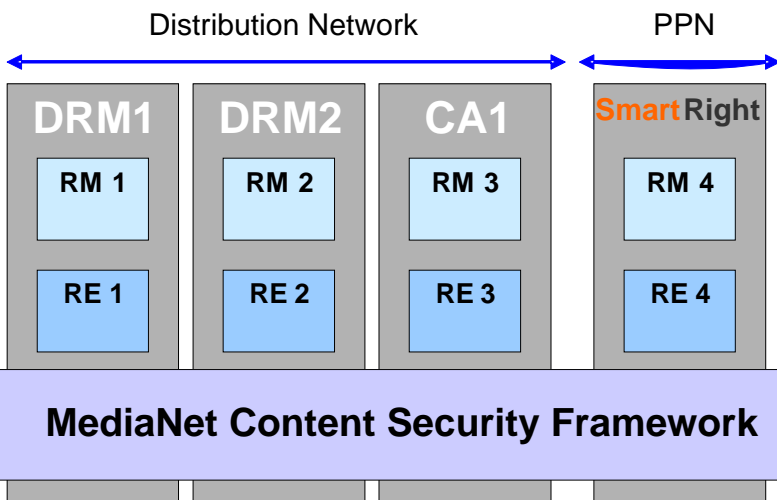 Distribution Network PPN
DRM1 DRM2 CA1 SmartRight
RM 1 RM 2 RM 3 RM 4
RE 1 RE 2 RE 3 RE 4
MediaNet Content Security Framework